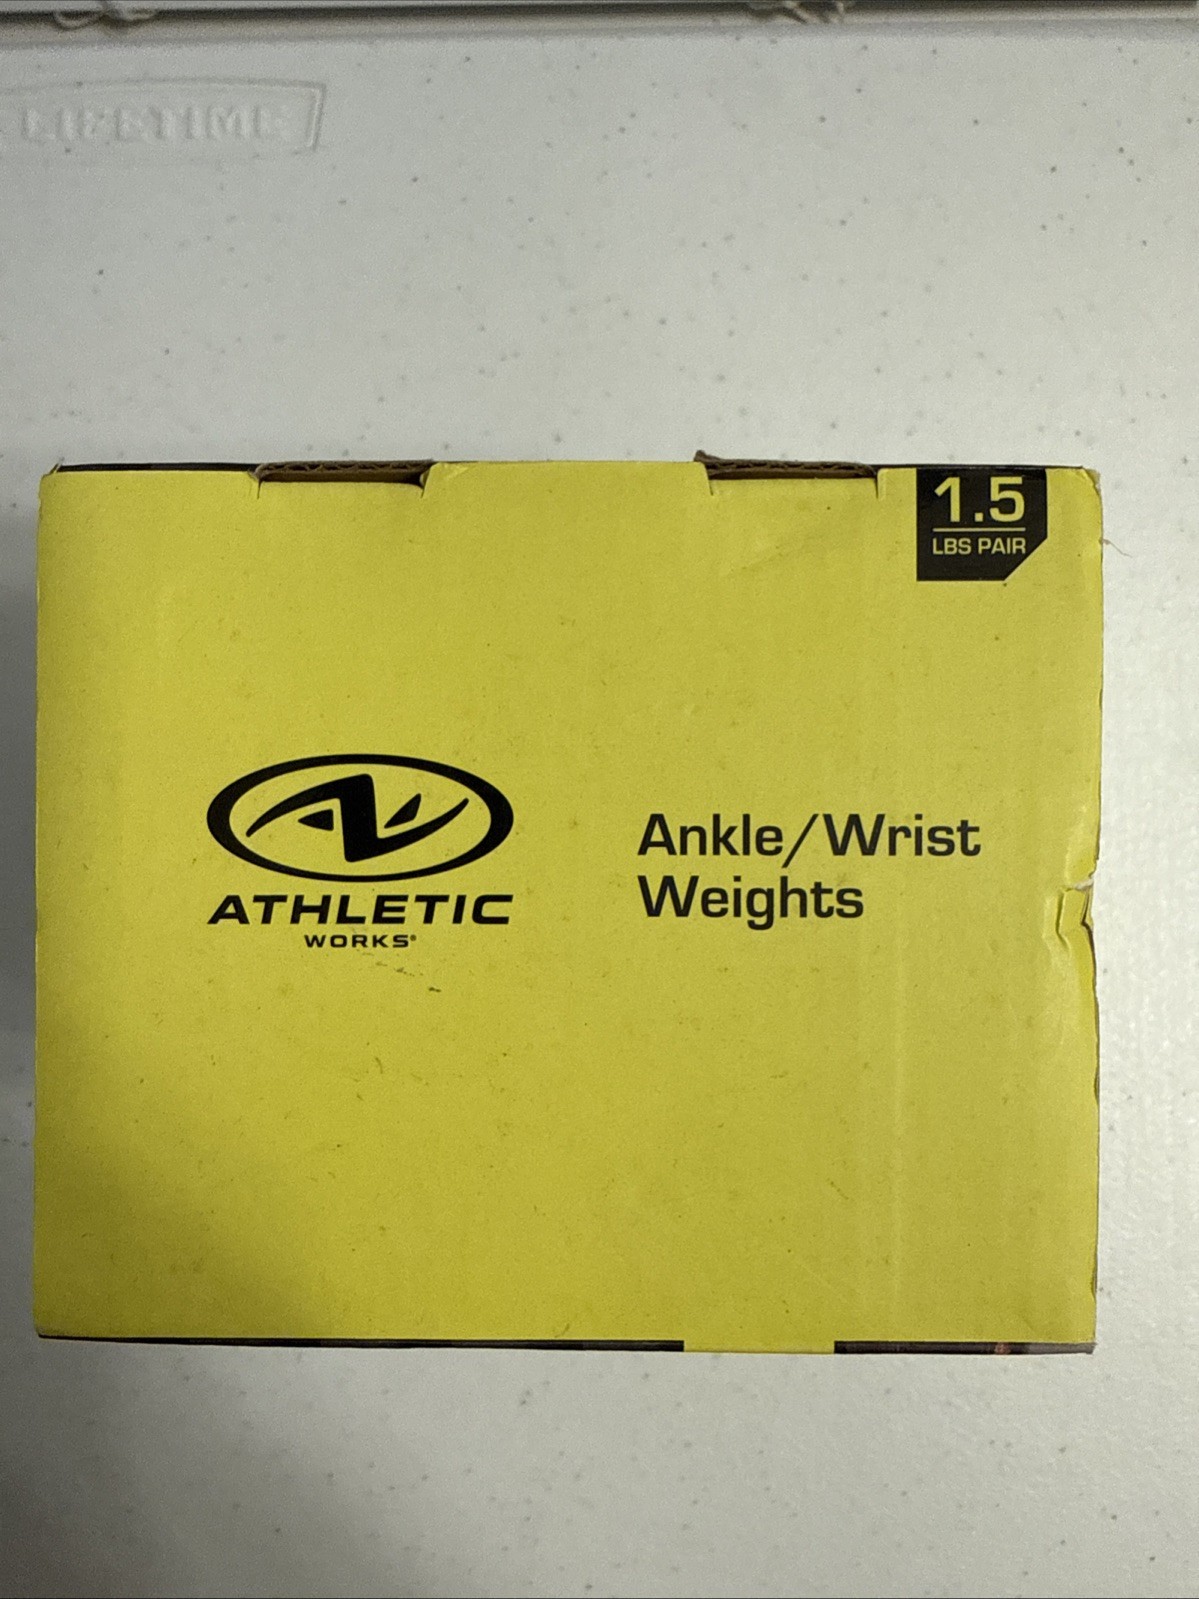 LIFETIME
1.5
LBS PAIR
ATHLETIC
WORKS®
Ankle/Wrist
Weights